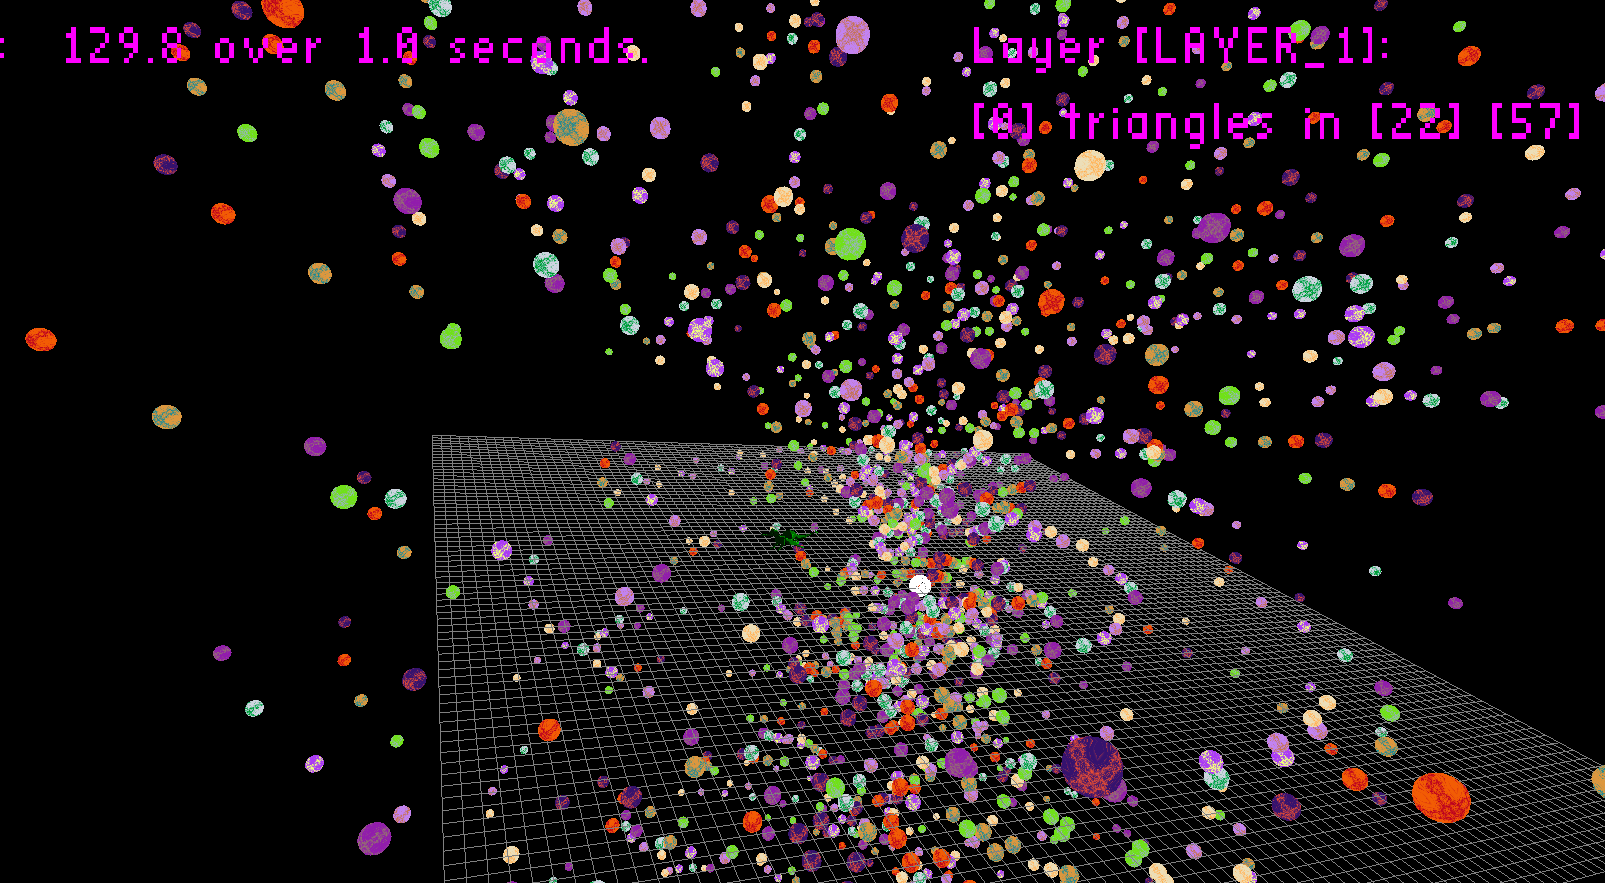 : 129.8 over 1.0 seconds.
Layer [LAYER_1]:
[0] triangles in [22] [57]